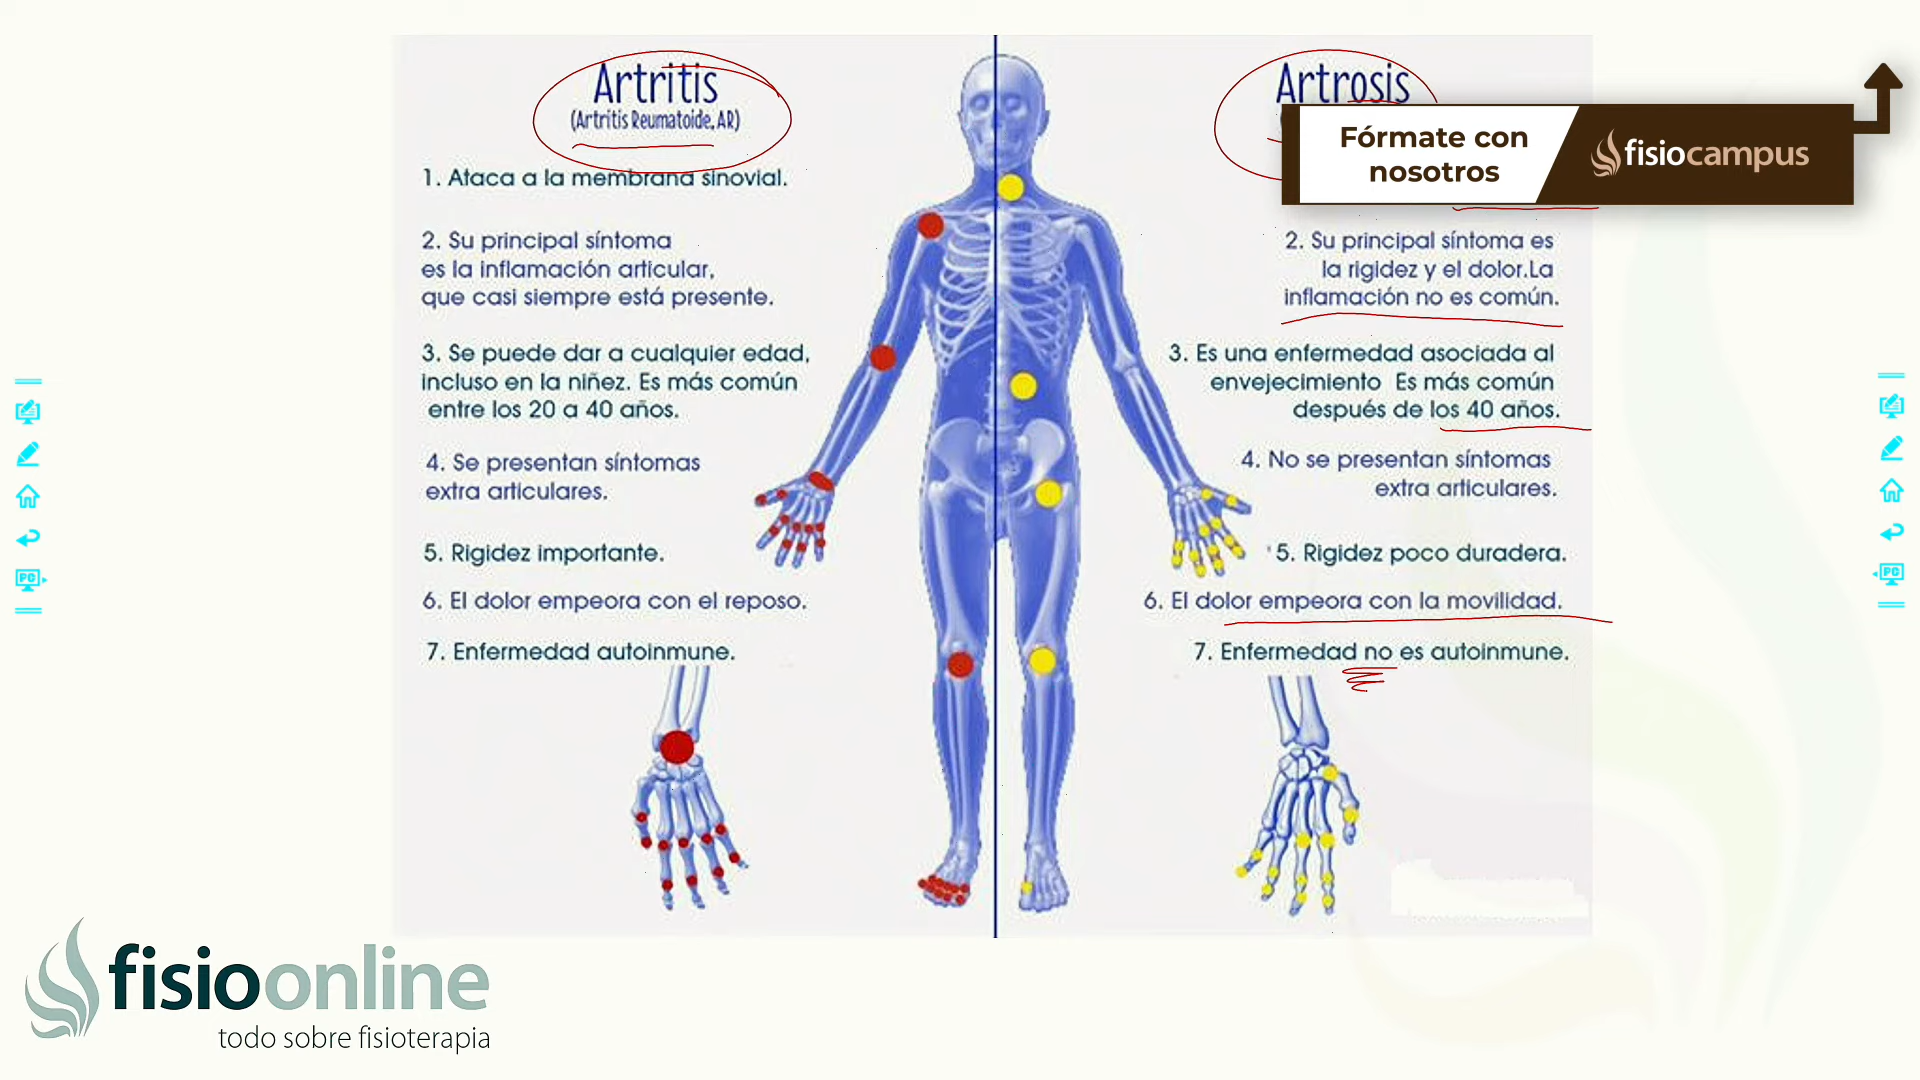 Artritis
(Artritis Reumatoide, AR)
1. Ataca a la membrana sinovial.
2. Su principal síntoma
es la inflamación articular,
que casi siempre está presente.
3. Se puede dar a cualquier edad,
incluso en la niñez. Es más común
entre los 20 a 40 años.
4. Se presentan síntomas
extra articulares.
5. Rigidez importante.
6. El dolor empeora con el reposo.
7. Enfermedad autoinmune.
Artrosis
Fórmate con
nosotros
fisiocampus
2. Su principal síntoma es
la rigidez y el dolor.La
inflamación no es común.
3. Es una enfermedad asociada al
envejecimiento Es más común
después de los 40 años.
4. No se presentan síntomas
extra articulares.
5. Rigidez poco duradera.
6. El dolor empeora con la movilidad.
7. Enfermedad no es autoinmune.
PC
PC
fisioonline
todo sobre fisioterapia